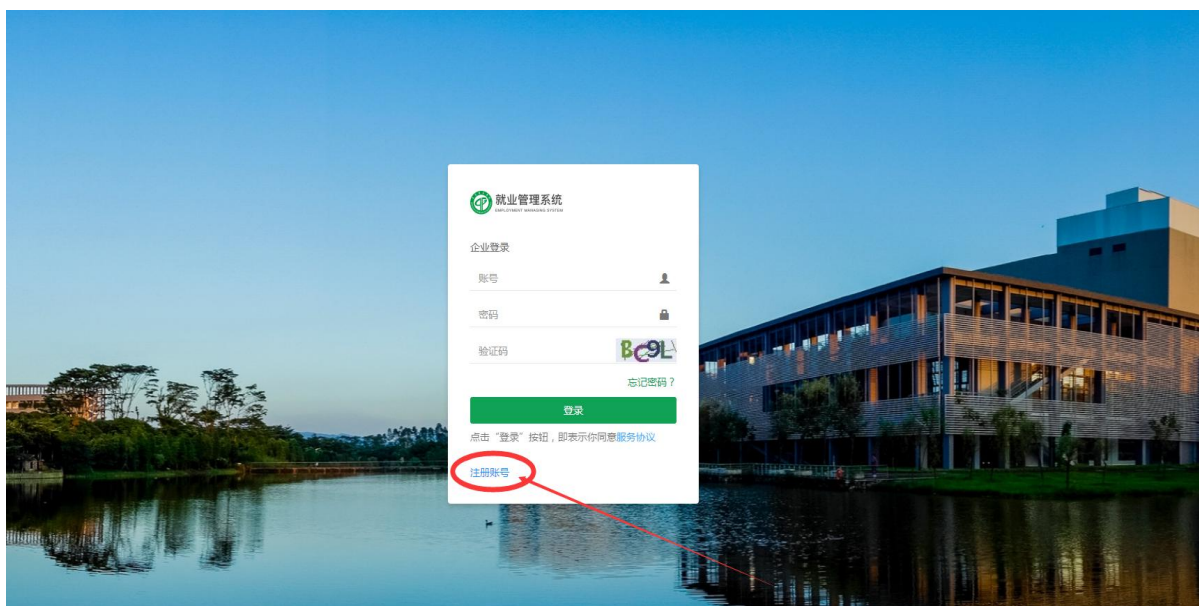 就业管理系统
EMPLOYMENT MANAGING SYSTEM
企业登录
账号
密码
验证码 BC9L
忘记密码？
登录
点击“登录”按钮，即表示你同意服务协议
注册账号